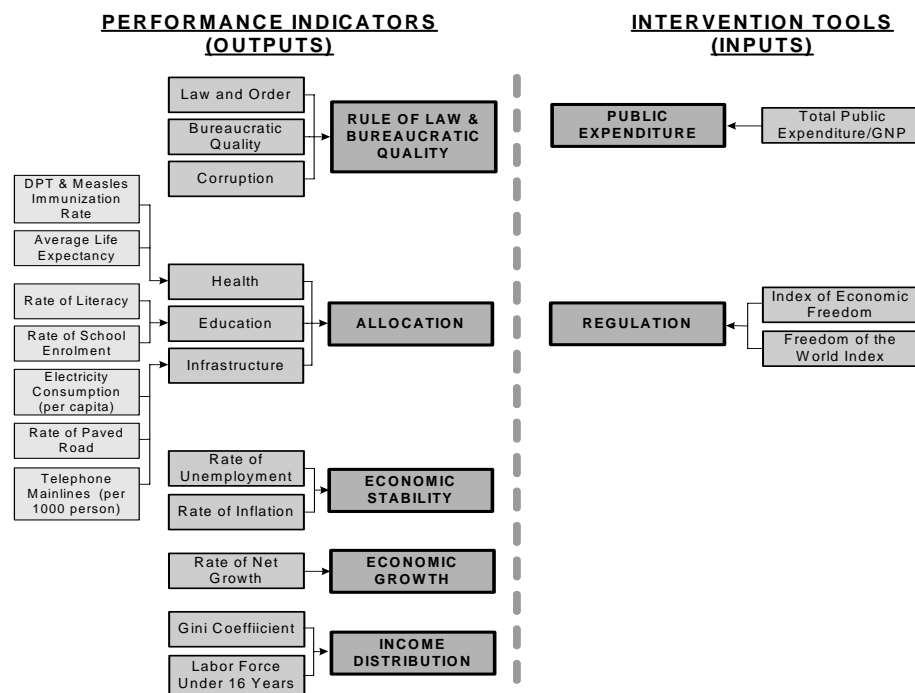 PERFORMANCE INDICATORS
(OUTPUTS)
INTERVENTION TOOLS
(INPUTS)
Law and Order
Bureaucratic
Quality
Corruption
RULE OF LAW &
BUREAUCRATIC
QUALITY
PUBLIC
EXPENDITURE
Total Public
Expenditure/GNP
DPT & Measles
Immunization
Rate
Average Life
Expectancy
Rate of Literacy
Rate of School
Enrolment
Electricity
Consumption
(per capita)
Rate of Paved
Road
Telephone
Mainlines (per
1000 person)
Health
Education
Infrastructure
ALLOCATION
REGULATION
Index of Economic
Freedom
Freedom of the
World Index
Rate of
Unemployment
Rate of Inflation
ECONOMIC
STABILITY
Rate of Net
Growth
ECONOMIC
GROWTH
Gini Coeffiicient
Labor Force
Under 16 Years
INCOME
DISTRIBUTION